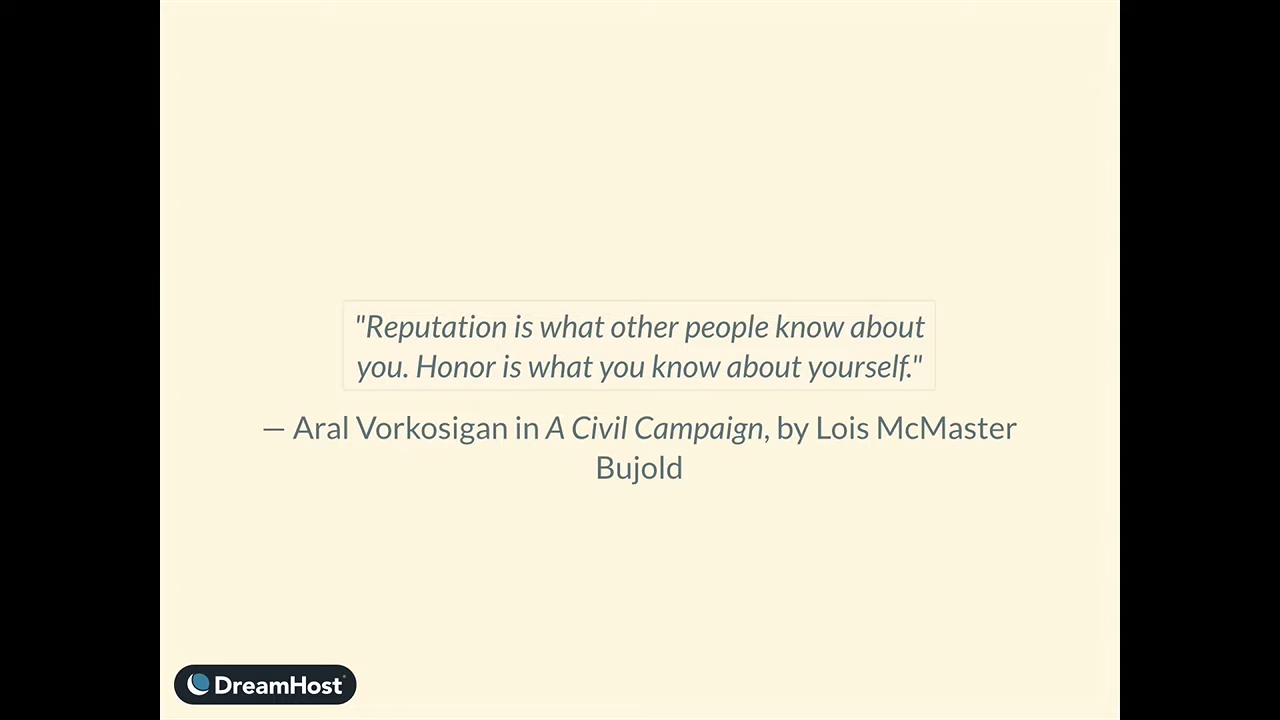 "Reputation is what other people know about
you. Honor is what you know about yourself."
— Aral Vorkosigan in A Civil Campaign, by Lois McMaster
Bujold
DreamHost